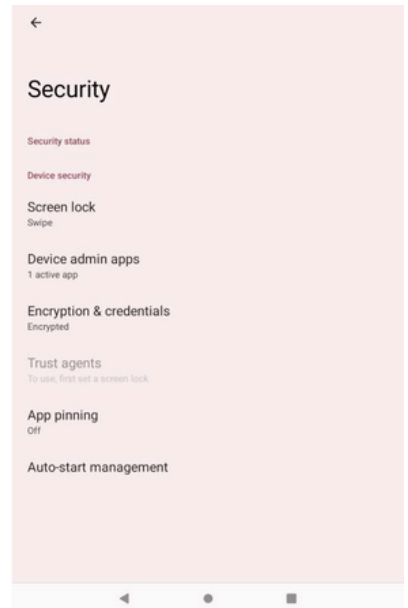 Security
Security status
Device security
Screen lock
Swipe
Device admin apps
1 active app
Encryption & credentials
Encrypted
Trust agents
To use, first set a screen lock
App pinning
Off
Auto-start management